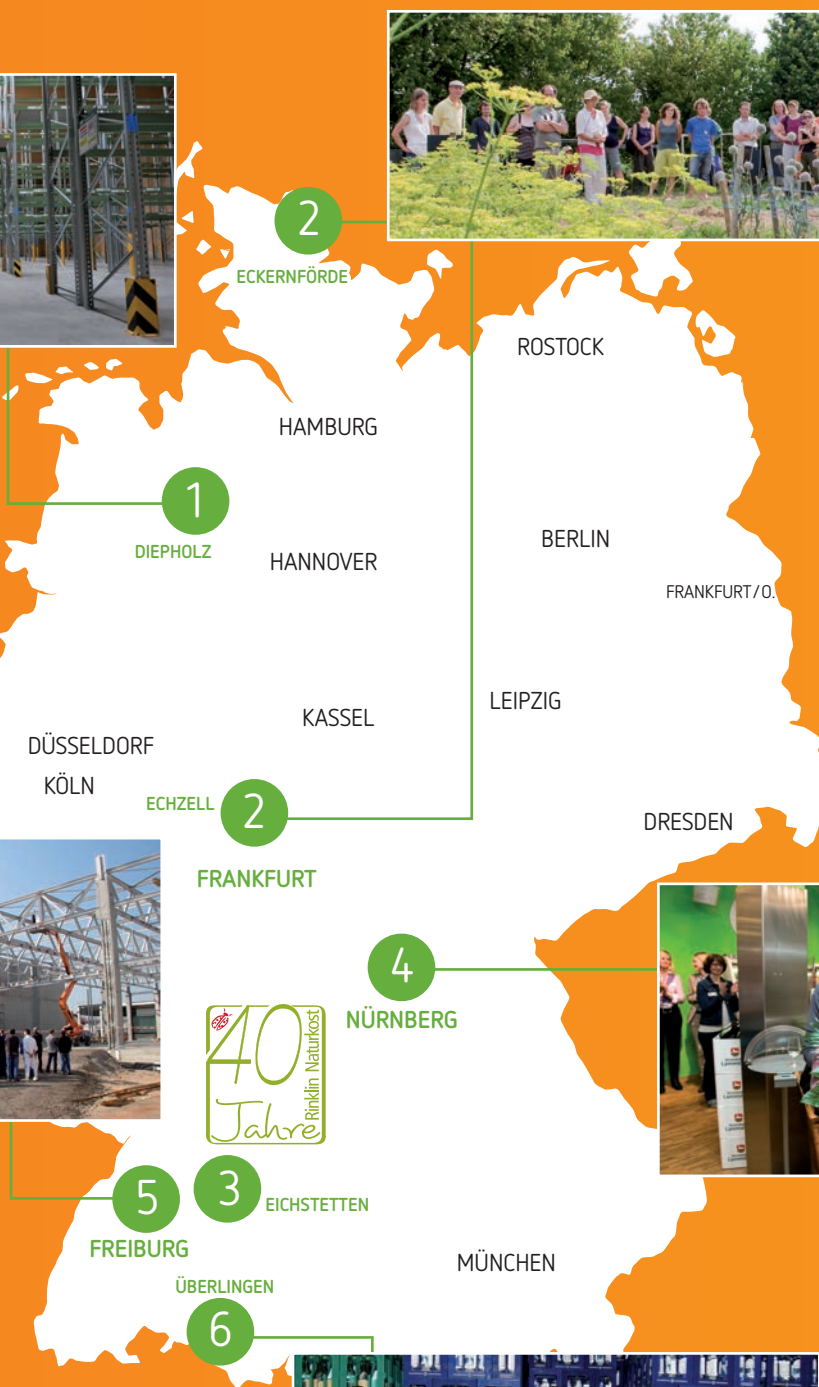 2
ECKERNFÖRDE
ROSTOCK
HAMBURG
1
DIEPHOLZ
HANNOVER
BERLIN
FRANKFURT/O.
LEIPZIG
KASSEL
DÜSSELDORF
KÖLN
ECHZELL
2
DRESDEN
FRANKFURT
4
NÜRNBERG
40
Jahre
Rinklin Naturkost
5
FREIBURG
3
EICHSTETTEN
MÜNCHEN
ÜBERLINGEN
6